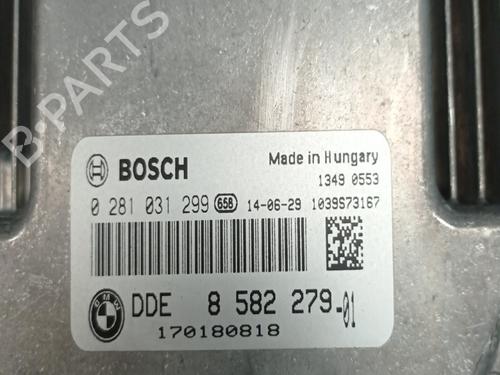 BOSCH
Made in Hungary
1349 0553
0 281 031 299 658 14-06-29 1039S73167
BMW
DDE 8 582 279-01
170180818